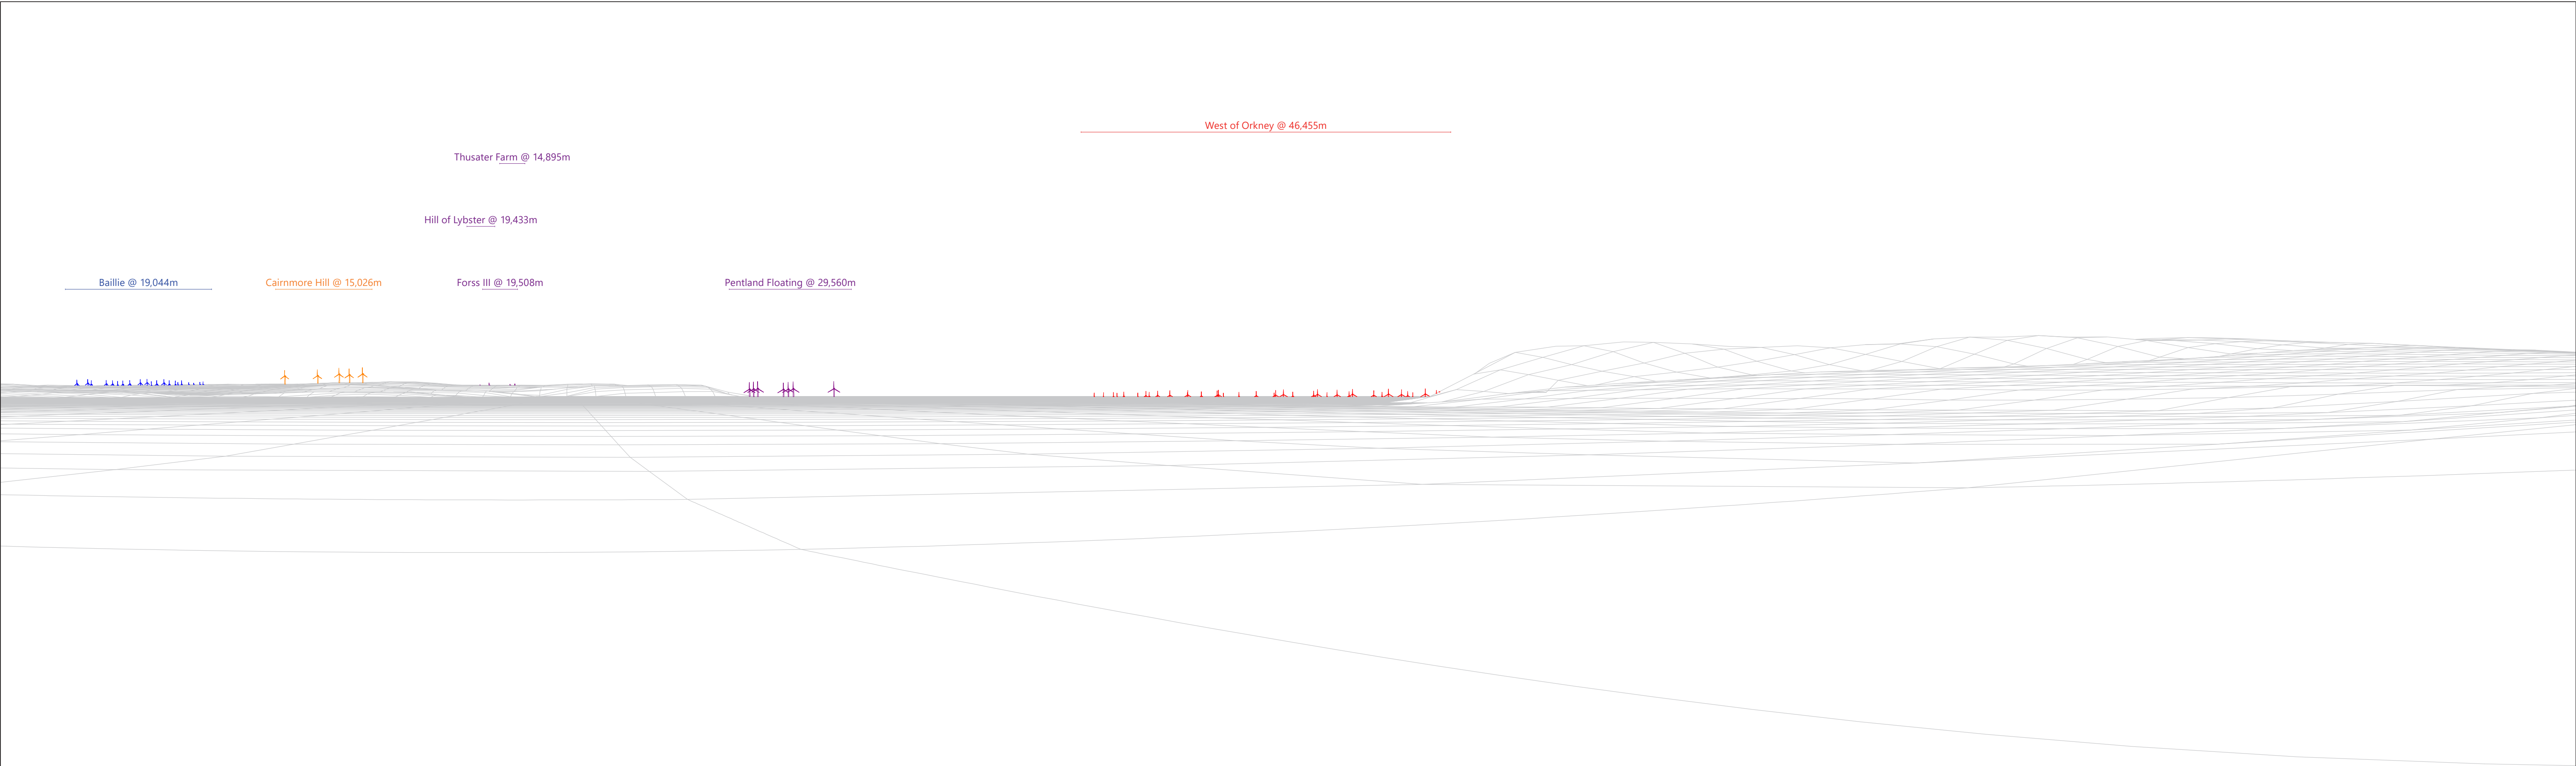 West of Orkney @ 46,455m
Thusater Farm @ 14,895m
Hill of Lybster @ 19,433m
Baillie @ 19,044m
Cairnmore Hill @ 15,026m
Forss III @ 19,508m
Pentland Floating @ 29,560m